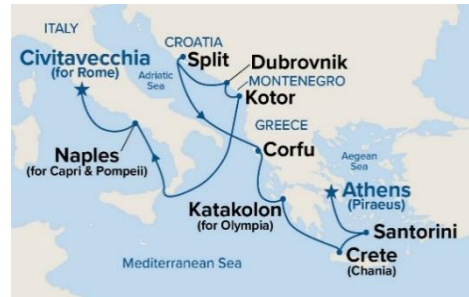 ITALY
Civitavecchia
(for Rome)
CROATIA
Split
Dubrovnik
Adriatic
Sea
MONTENEGRO
Kotor
GREECE
Corfu
Naples
(for Capri & Pompeii)
Aegean
Sea
Athens
(Piraeus)
Katakolon
(for Olympia)
Santorini
Crete
(Chania)
Mediterranean Sea